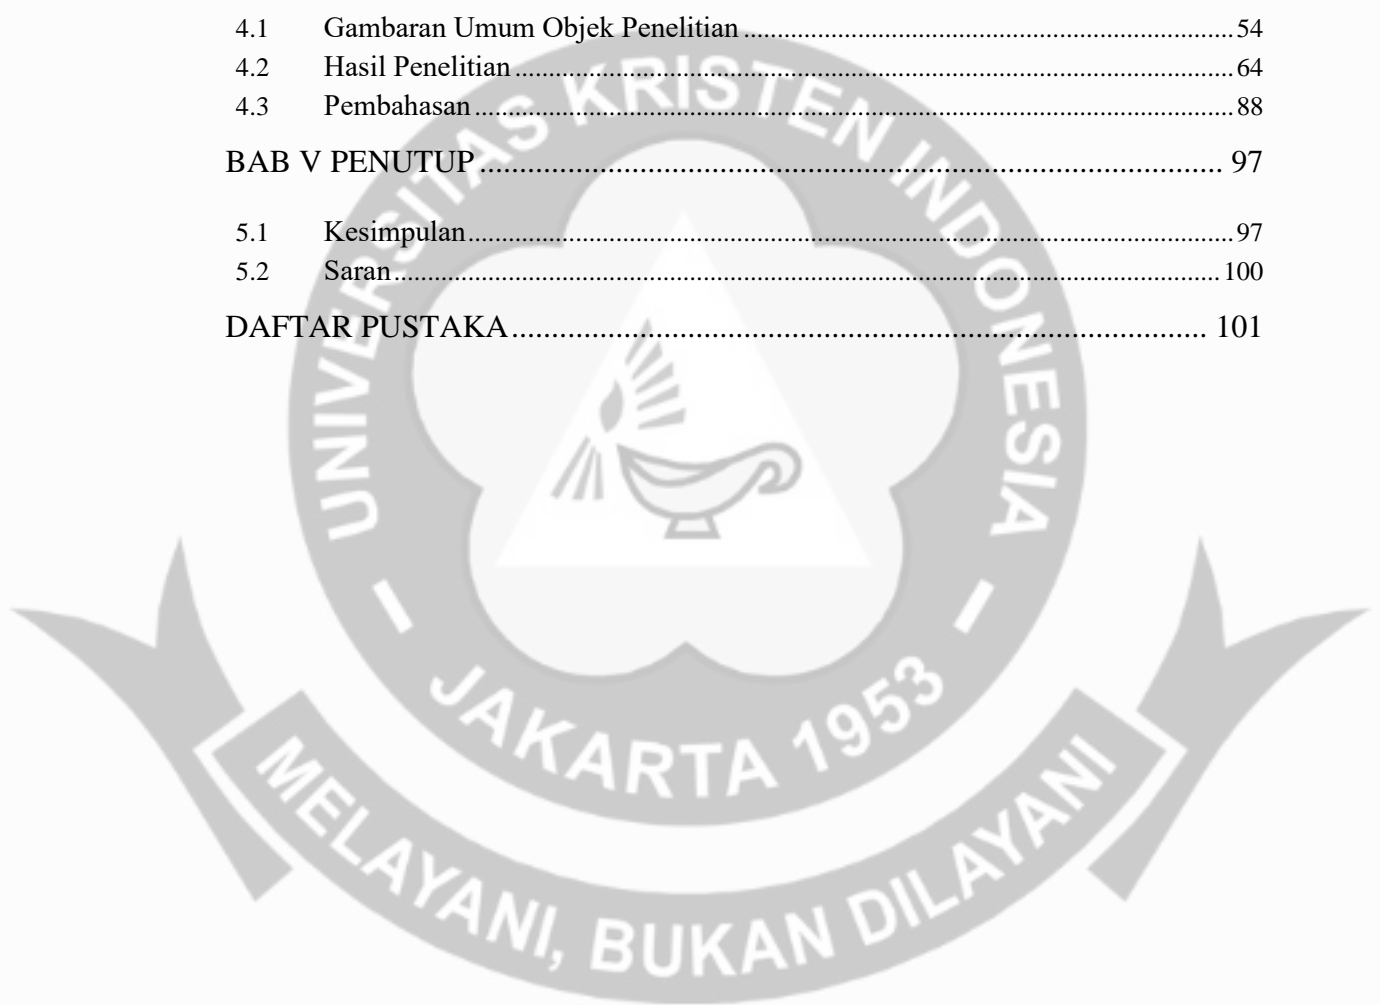 4.1 Gambaran Umum Objek Penelitian ........ 54
4.2 Hasil Penelitian ........ 64
4.3 Pembahasan ........ 88
BAB V PENUTUP ........ 97
5.1 Kesimpulan ........ 97
5.2 Saran ........ 100
DAFTAR PUSTAKA ........ 101
UNIVERSITAS KRISTEN INDONESIA
JAKARTA 1953
MELAYANI, BUKAN DILAYANI